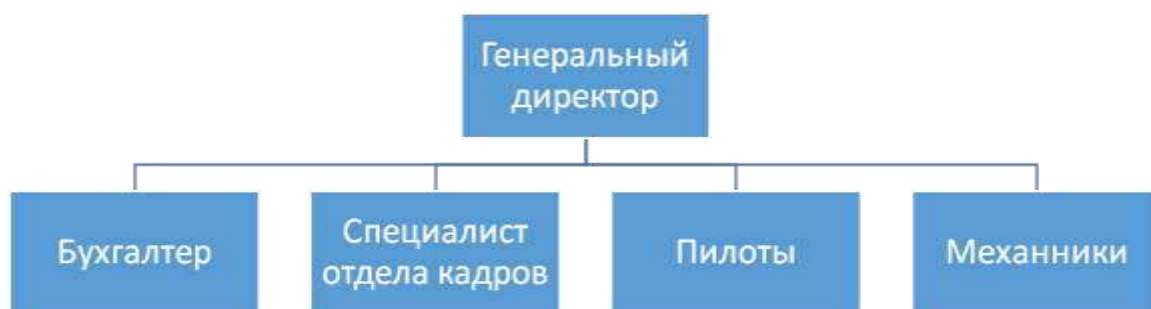 Генеральный
директор
Бухгалтер
Специалист
отдела кадров
Пилоты
Механники